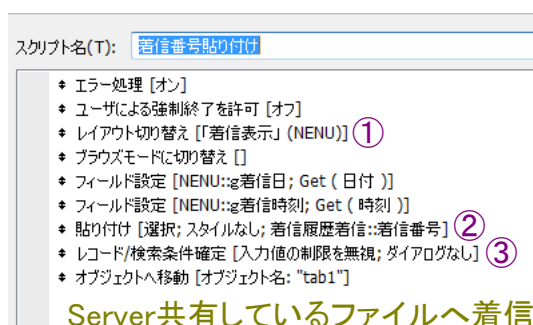 スクリプト名(T): 着信番号貼り付け
エラー処理 [オン]
ユーザによる強制終了を許可 [オフ]
レイアウト切り替え [「着信表示」 (NENU)] ①
ブラウズモードに切り替え []
フィールド設定 [NENU::g着信日; Get ( 日付 )]
フィールド設定 [NENU::g着信時刻; Get ( 時刻 )]
貼り付け [選択; スタイルなし; 着信履歴着信::着信番号] ②
レコード/検索条件確定 [入力値の制限を無視; ダイアログなし] ③
オブジェクトへ移動 [オブジェクト名: "tab1"]
Server共有しているファイルへ着信